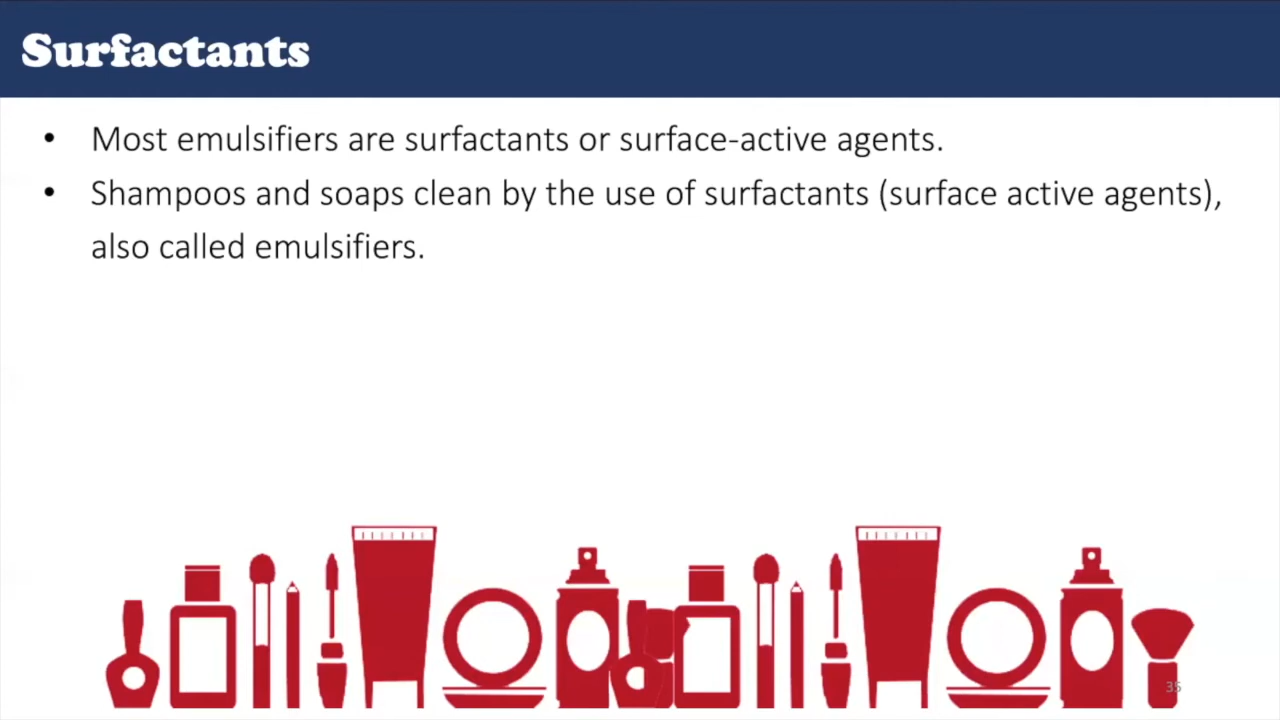 Surfactants
• Most emulsifiers are surfactants or surface-active agents.
• Shampoos and soaps clean by the use of surfactants (surface active agents),
also called emulsifiers.
35